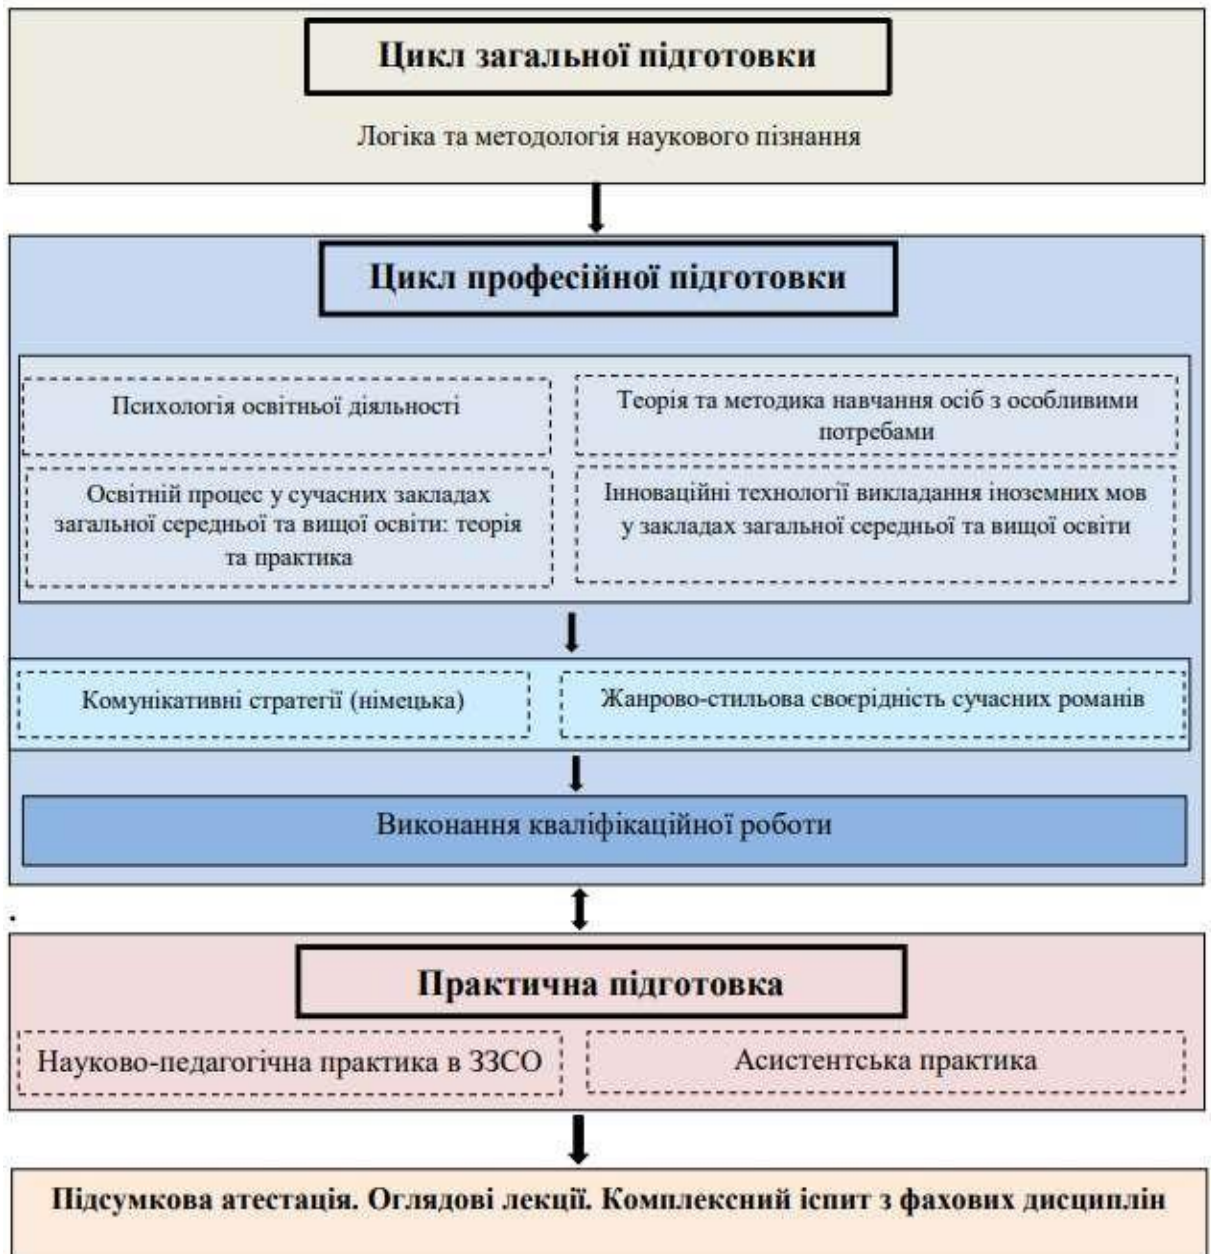 Цикл загальної підготовки
Логіка та методологія наукового пізнання
Цикл професійної підготовки
Психологія освітньої діяльності
Теорія та методика навчання осіб з особливими
потребами
Освітній процес у сучасних закладах
загальної середньої та вищої освіти: теорія
та практика
Інноваційні технології викладання іноземних мов
у закладах загальної середньої та вищої освіти
Комунікативні стратегії (німецька)
Жанрово-стильова своєрідність сучасних романів
Виконання кваліфікаційної роботи
.
Практична підготовка
Науково-педагогічна практика в ЗЗСО
Асистентська практика
Підсумкова атестація. Оглядові лекції. Комплексний іспит з фахових дисциплін